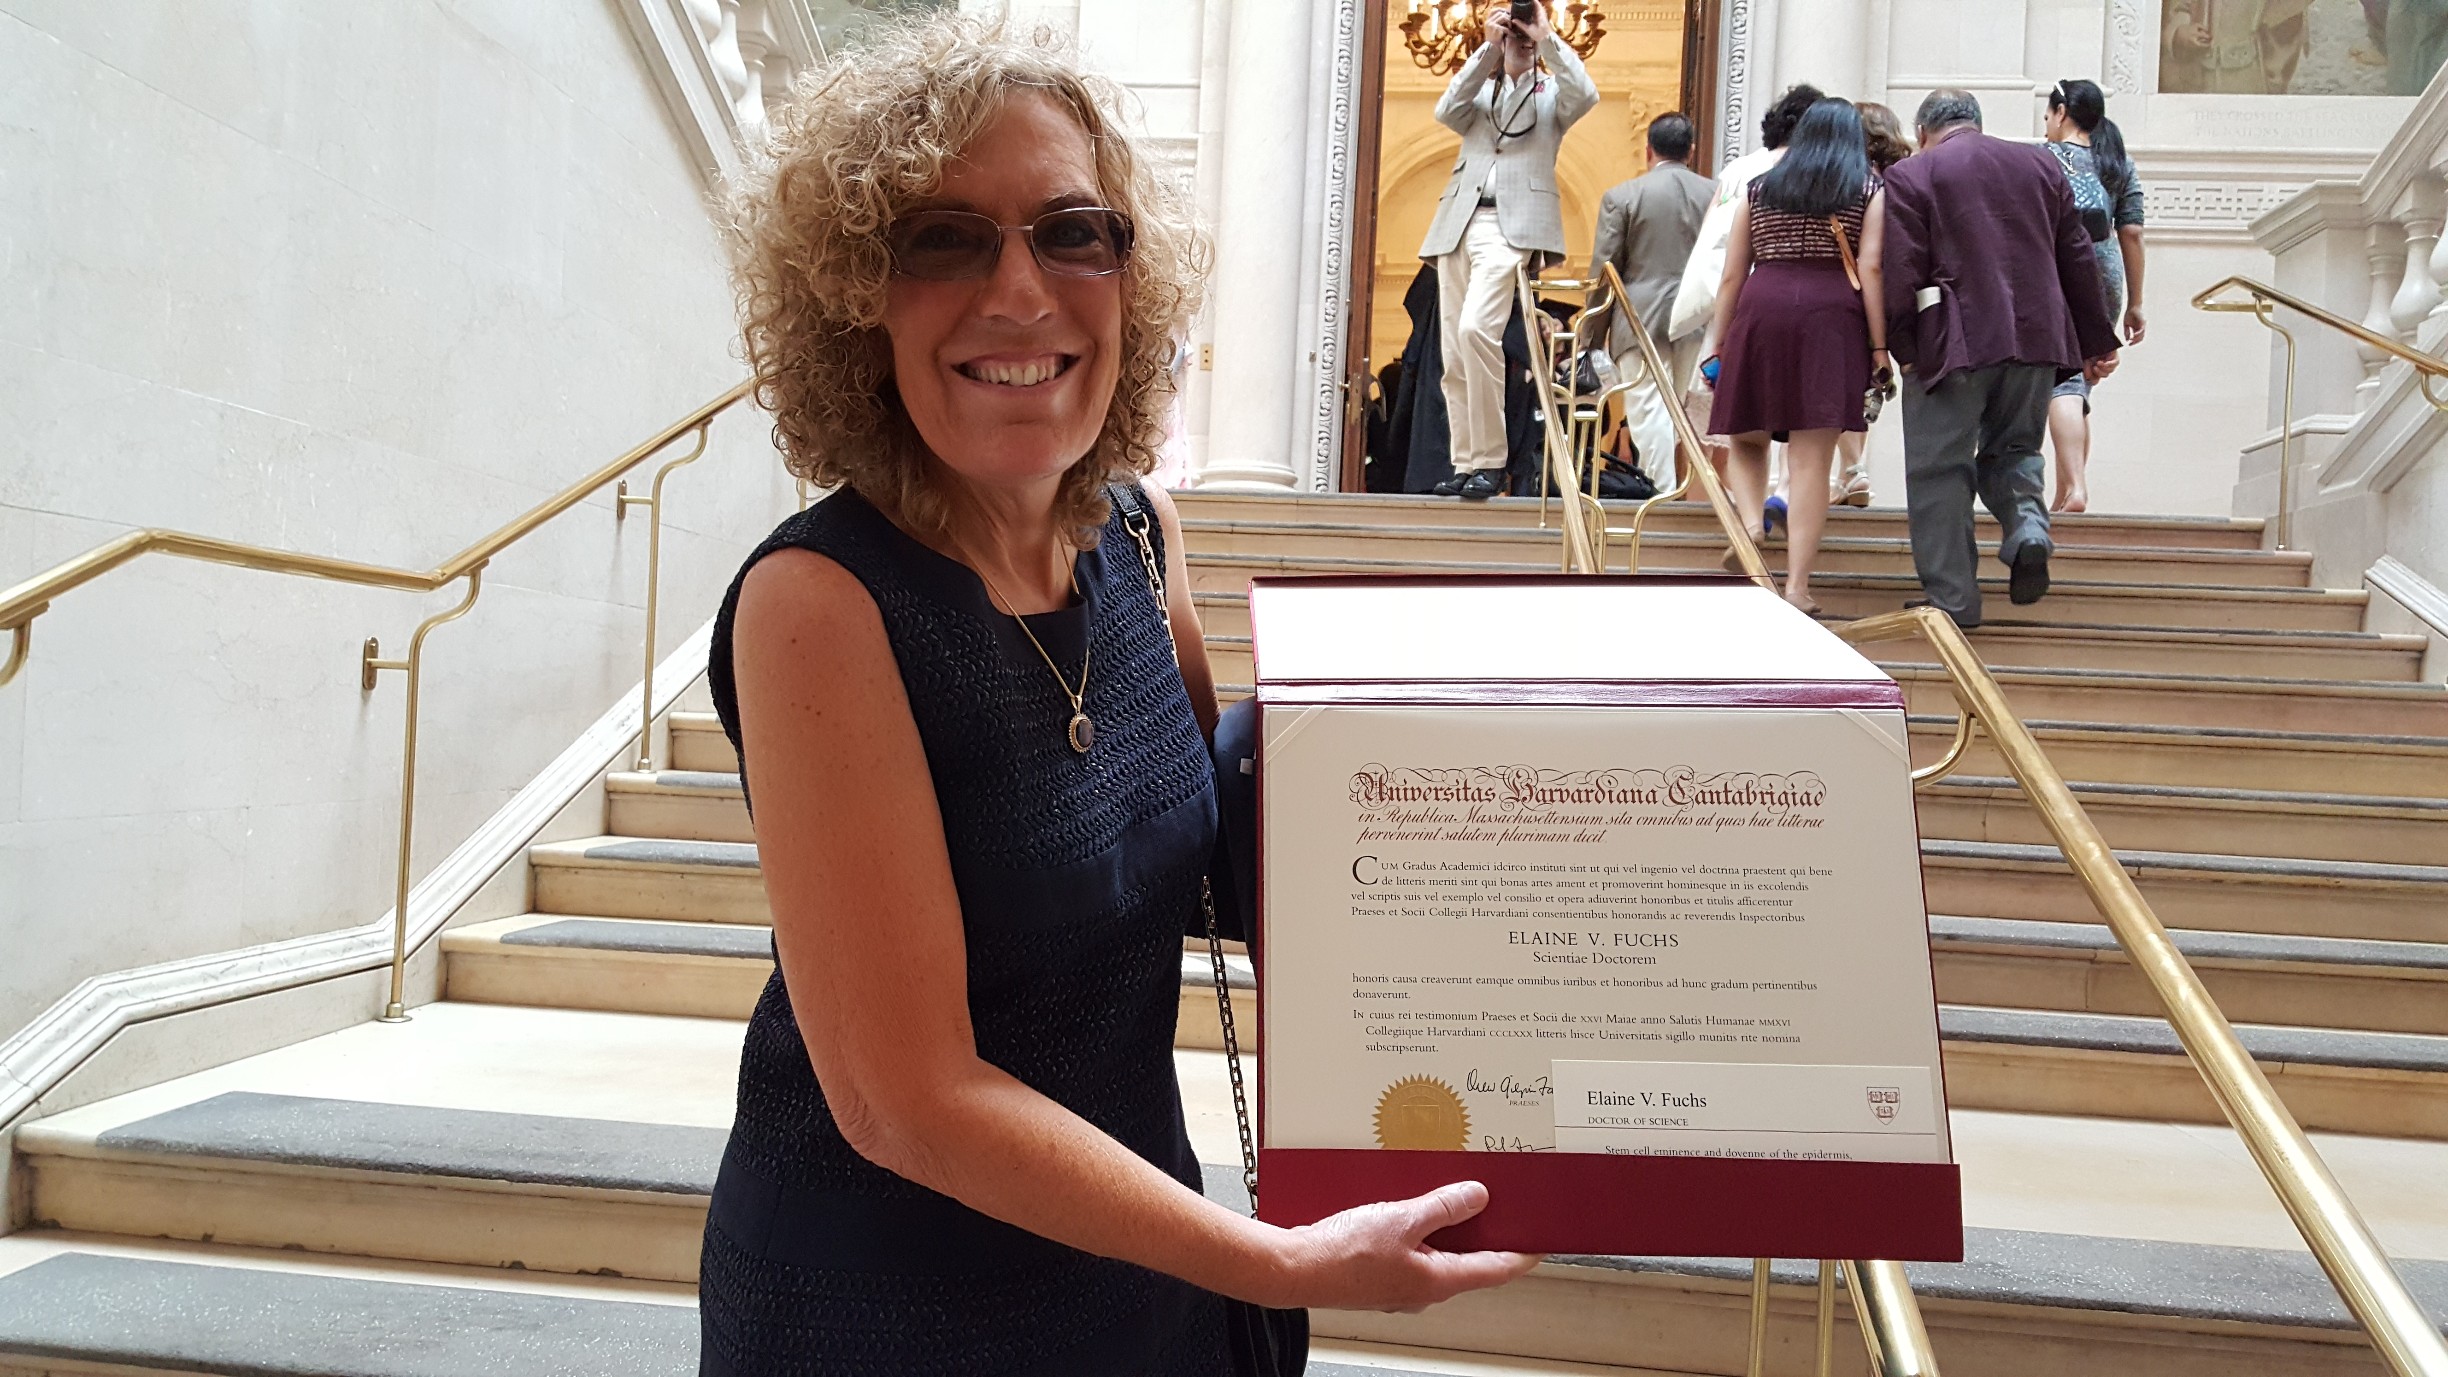 Universitas Harvardiana Cantabrigiae
in Republica Massachusettensium sita omnibus ad quos hae litterae
pervenerint salutem plurimam dicit
CUM Gradus Academici idcirco instituti sint ut qui vel ingenio vel doctrina praestent qui bene
de litteris meriti sint qui bonas artes ament et promoverint hominesque in iis excolendis
vel scriptis suis vel exemplo vel consilio et opera adiuverint honoribus et titulis afficerentur
Praeses et Socii Collegii Harvardiani consentientibus honorandis ac reverendis Inspectoribus
ELAINE V. FUCHS
Scientiae Doctorem
honoris causa creaverunt eamque omnibus iuribus et honoribus ad hunc gradum pertinentibus
donaverunt.
IN cuius rei testimonium Praeses et Socii die XXVI Maiae anno Salutis Humanae MMXVI
Collegiique Harvardiani CCCLXXX litteris hisce Universitatis sigillo munitis rite nomina
subscripserunt.
Drew Gilpin
PRAESES
Elaine V. Fuchs
DOCTOR OF SCIENCE
Stem cell eminence and doyenne of the epidermis,